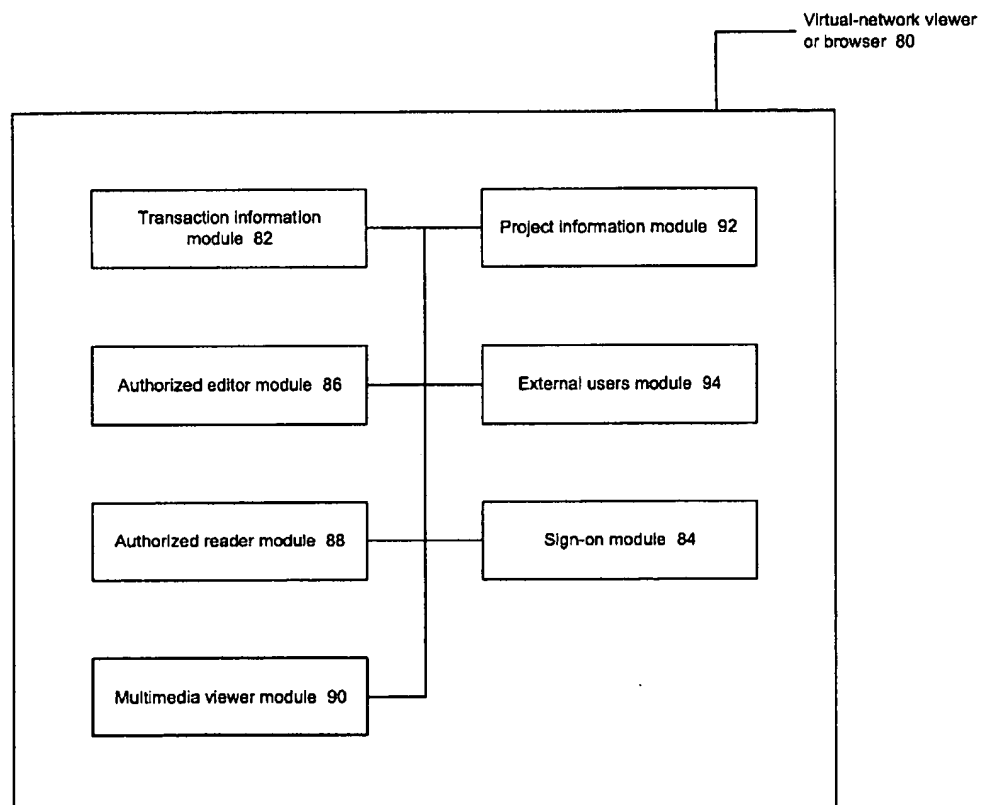 Virtual-network viewer
or browser 80
Transaction information
module 82
Project information module 92
Authorized editor module 86
External users module 94
Authorized reader module 88
Sign-on module 84
Multimedia viewer module 90